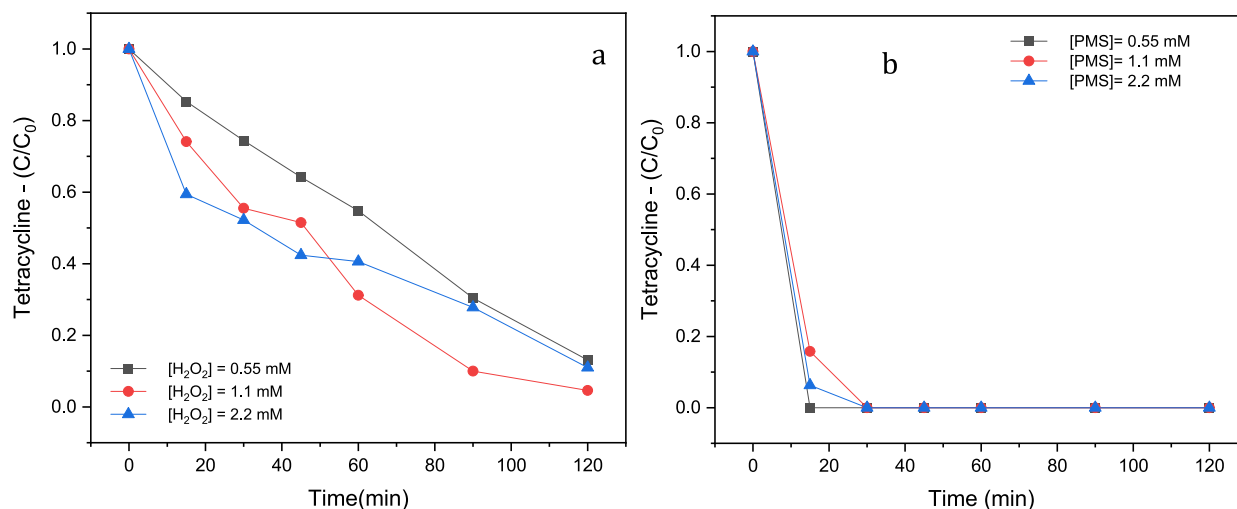 a
Tetracycline - (C/C₀)
1.0
0.8
0.6
0.4
0.2
0.0
[H₂O₂] = 0.55 mM
[H₂O₂] = 1.1 mM
[H₂O₂] = 2.2 mM
0 20 40 60 80 100 120
Time(min)
b
Tetracycline - (C/C₀)
1.0
0.8
0.6
0.4
0.2
0.0
[PMS]= 0.55 mM
[PMS]= 1.1 mM
[PMS]= 2.2 mM
0 20 40 60 80 100 120
Time (min)